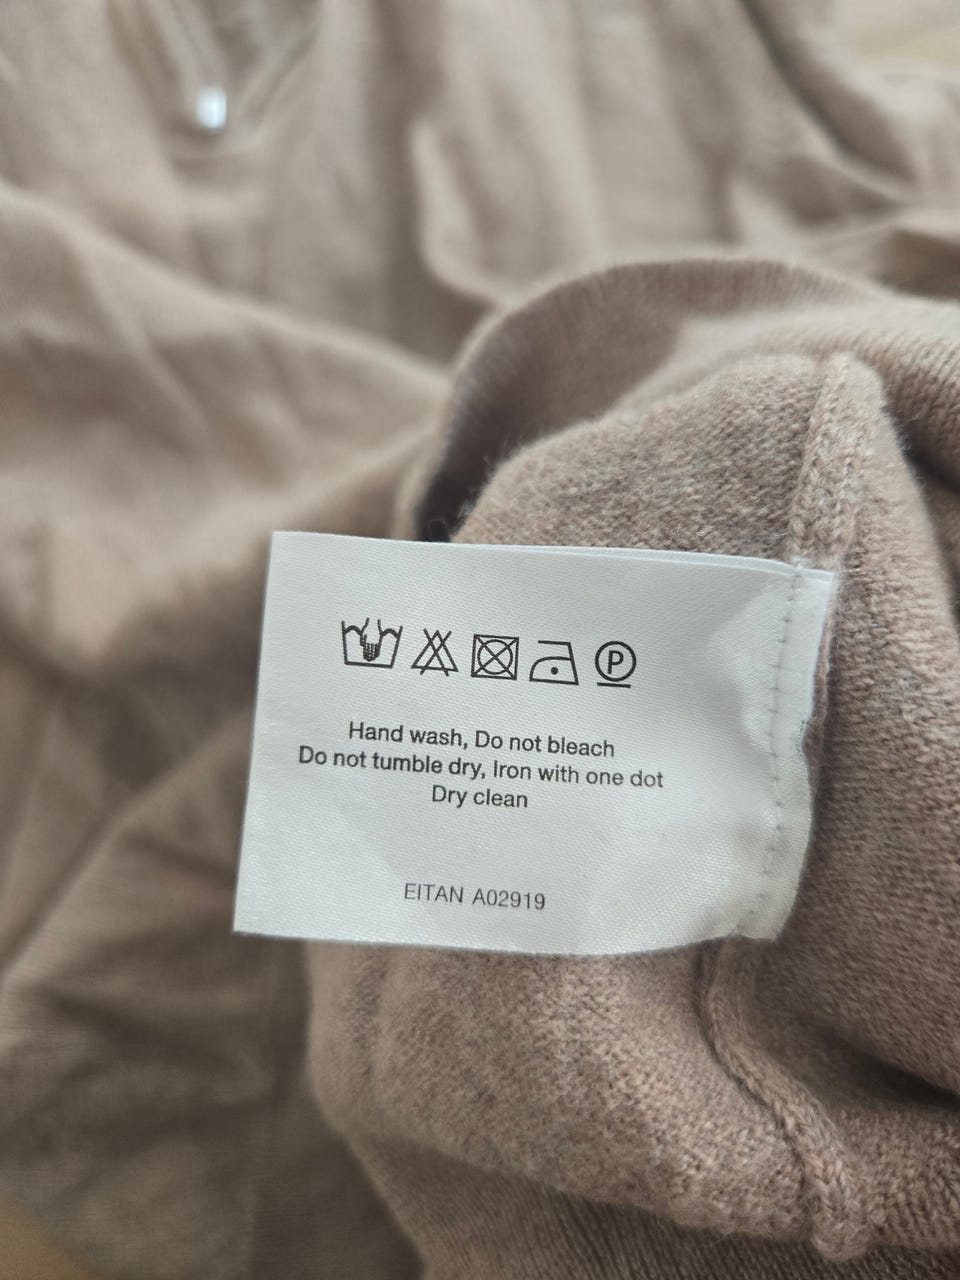 P
Hand wash, Do not bleach
Do not tumble dry, Iron with one dot
Dry clean
EITAN A02919